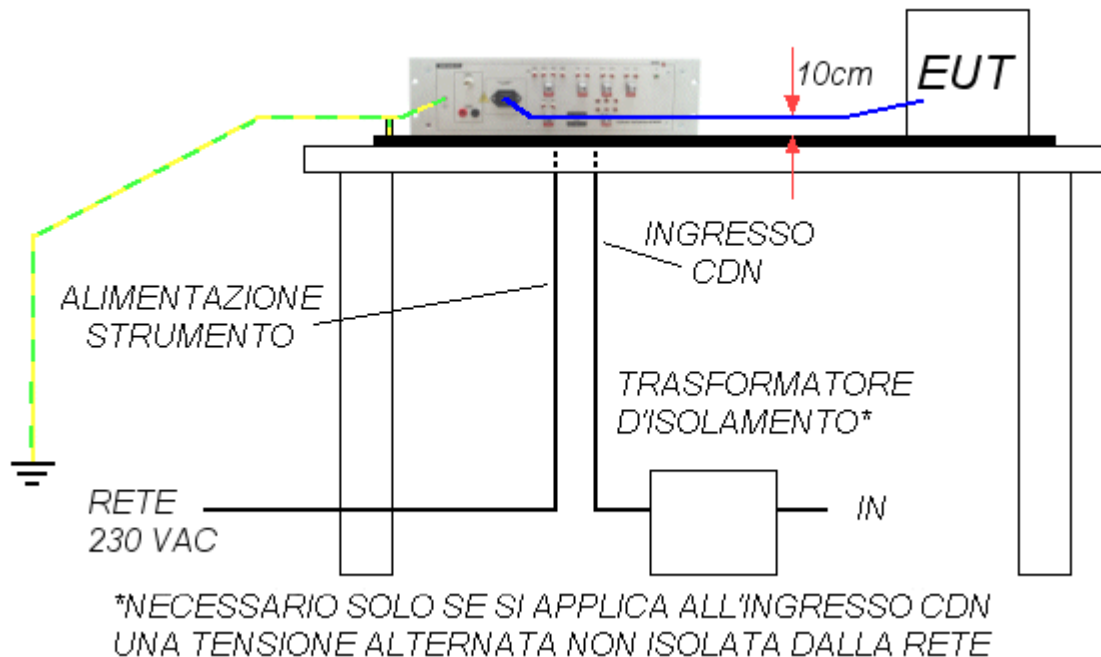 10cm
EUT
INGRESSO
CDN
ALIMENTAZIONE
STRUMENTO
TRASFORMATORE
D'ISOLAMENTO*
RETE
230 VAC
IN
*NECESSARIO SOLO SE SI APPLICA ALL'INGRESSO CDN
UNA TENSIONE ALTERNATA NON ISOLATA DALLA RETE